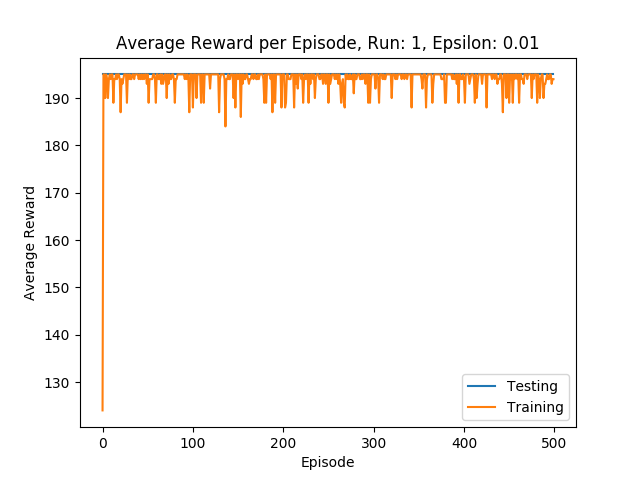 Average Reward per Episode, Run: 1, Epsilon: 0.01
Average Reward
190
180
170
160
150
140
130
0
100
200
300
400
500
Episode
Testing
Training